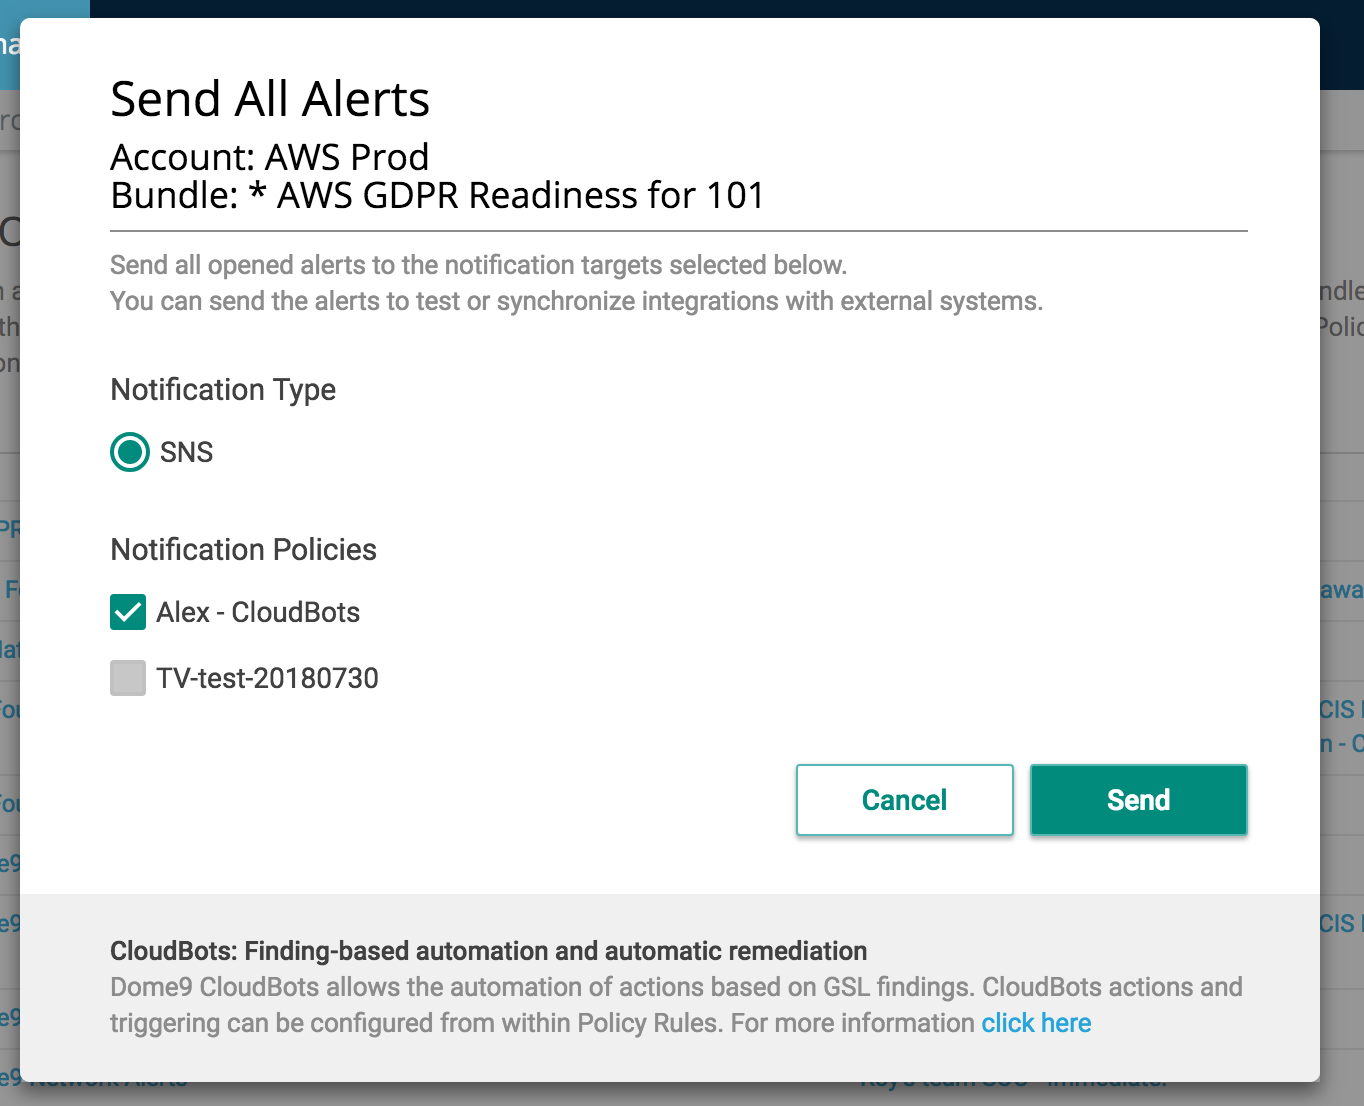 Send All Alerts
Account: AWS Prod
Bundle: * AWS GDPR Readiness for 101
Send all opened alerts to the notification targets selected below.
You can send the alerts to test or synchronize integrations with external systems.
Notification Type
SNS
Notification Policies
Alex - CloudBots
TV-test-20180730
Cancel
Send
CloudBots: Finding-based automation and automatic remediation
Dome9 CloudBots allows the automation of actions based on GSL findings. CloudBots actions and
triggering can be configured from within Policy Rules. For more information click here